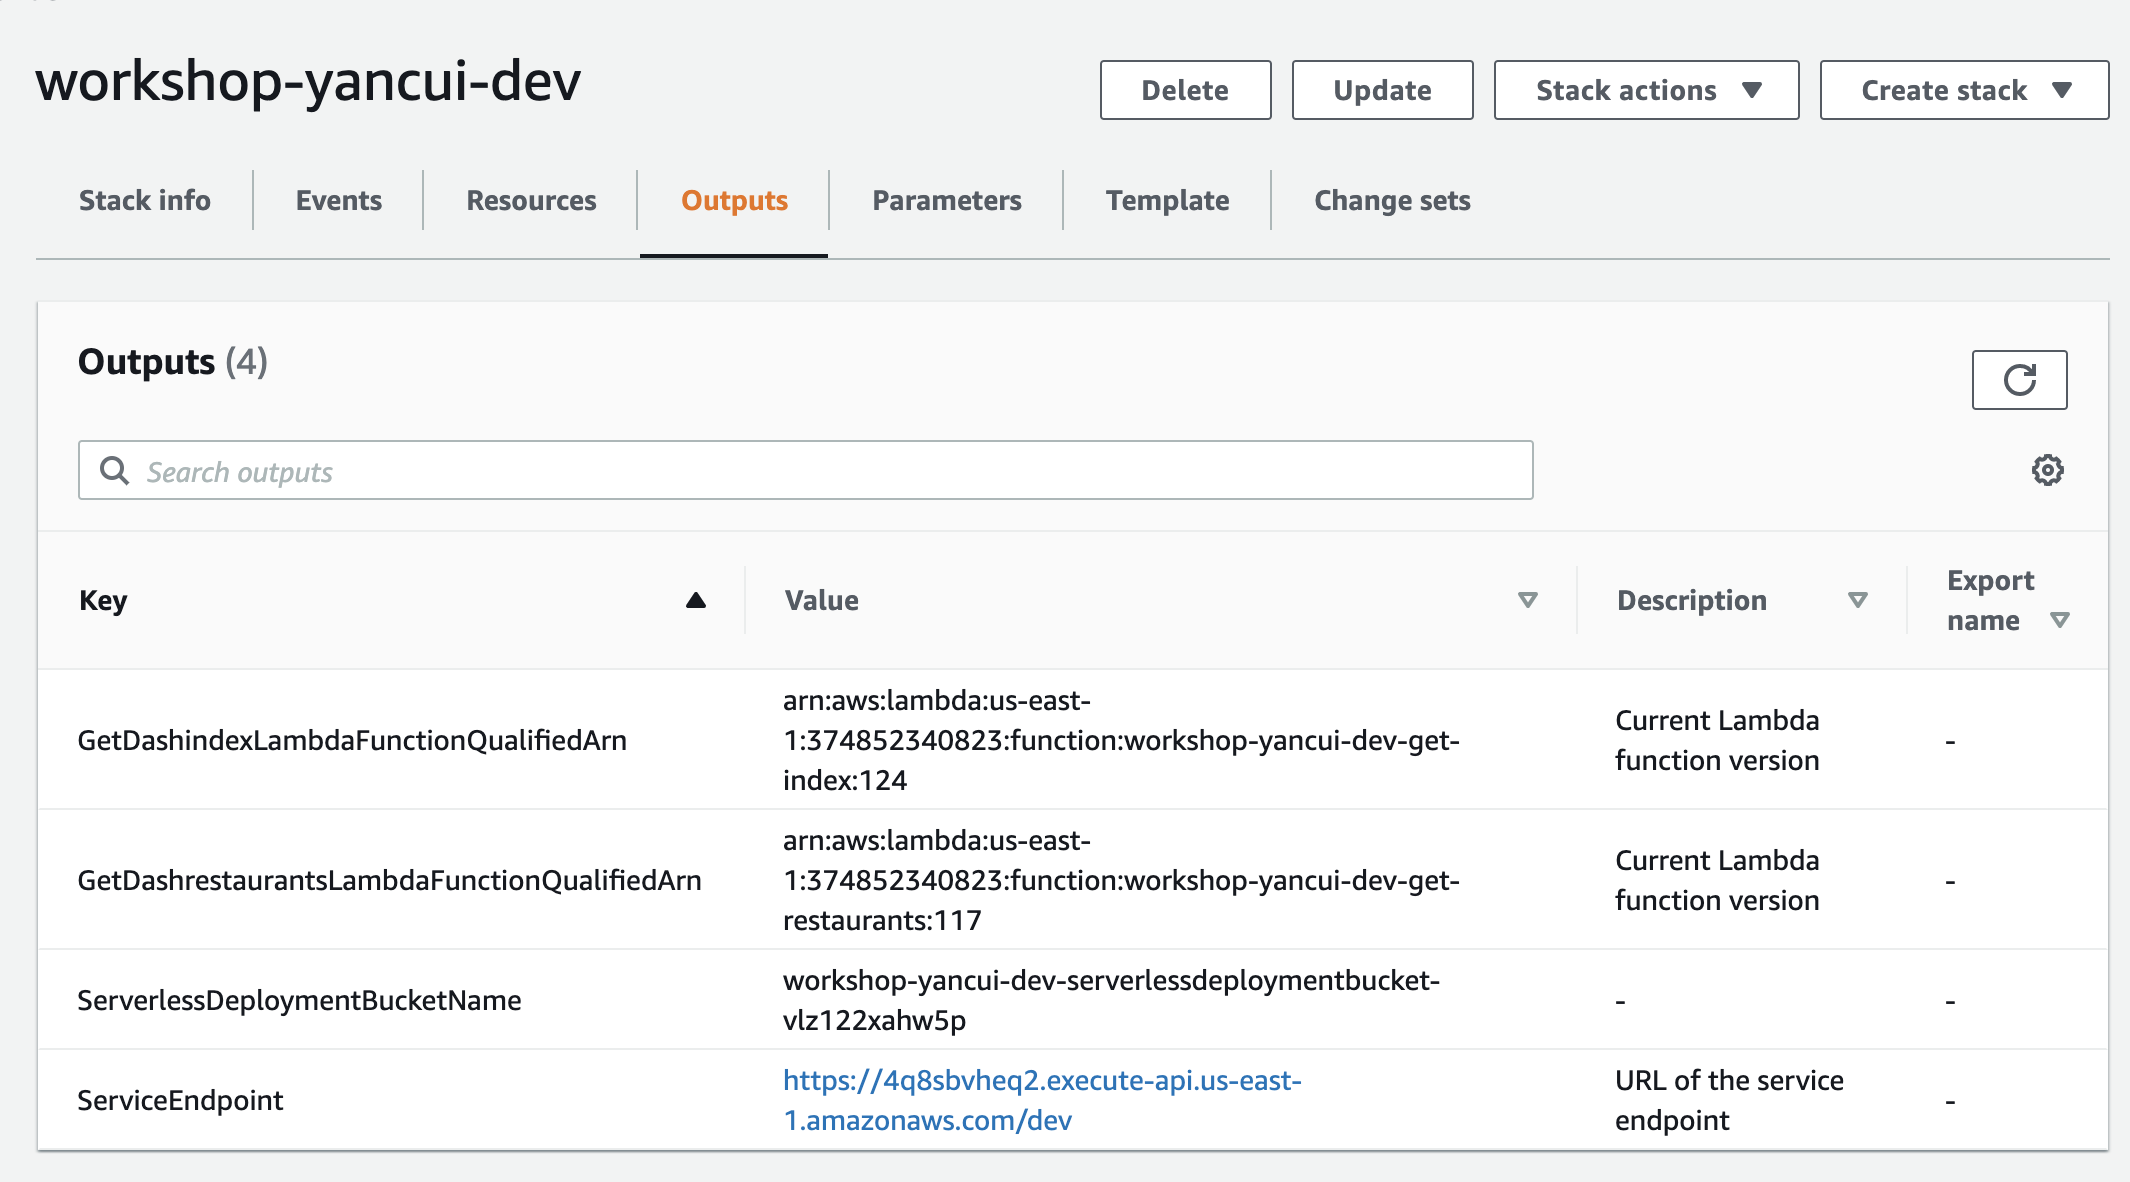 workshop-yancui-dev
Delete
Update
Stack actions
Create stack
Stack info
Events
Resources
Outputs
Parameters
Template
Change sets
Outputs (4)
Search outputs
Key
Value
Description
Export
name
GetDashindexLambdaFunctionQualifiedArn
arn:aws:lambda:us-east-
1:374852340823:function:workshop-yancui-dev-get-
index:124
Current Lambda
function version
-
GetDashrestaurantsLambdaFunctionQualifiedArn
arn:aws:lambda:us-east-
1:374852340823:function:workshop-yancui-dev-get-
restaurants:117
Current Lambda
function version
-
ServerlessDeploymentBucketName
workshop-yancui-dev-serverlessdeploymentbucket-
vlz122xahw5p
-
-
ServiceEndpoint
https://4q8sbvheq2.execute-api.us-east-
1.amazonaws.com/dev
URL of the service
endpoint
-